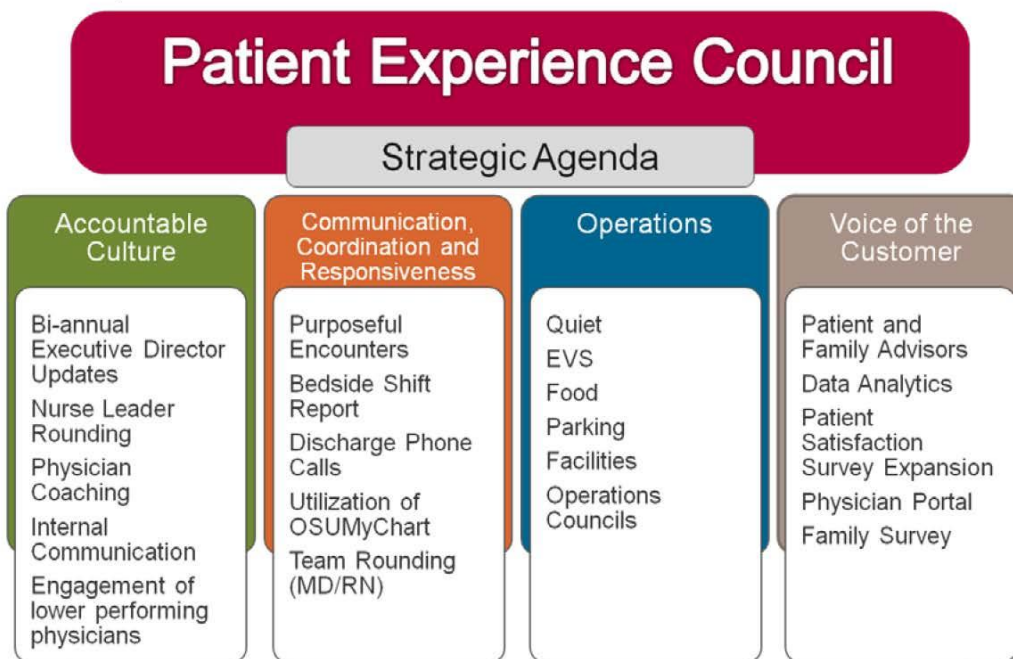 Patient Experience Council
Strategic Agenda
Accountable
Culture
Bi-annual
Executive Director
Updates
Nurse Leader
Rounding
Physician
Coaching
Internal
Communication
Engagement of
lower performing
physicians
Communication,
Coordination and
Responsiveness
Purposeful
Encounters
Bedside Shift
Report
Discharge Phone
Calls
Utilization of
OSUMyChart
Team Rounding
(MD/RN)
Operations
Quiet
EVS
Food
Parking
Facilities
Operations
Councils
Voice of the
Customer
Patient and
Family Advisors
Data Analytics
Patient
Satisfaction
Survey Expansion
Physician Portal
Family Survey